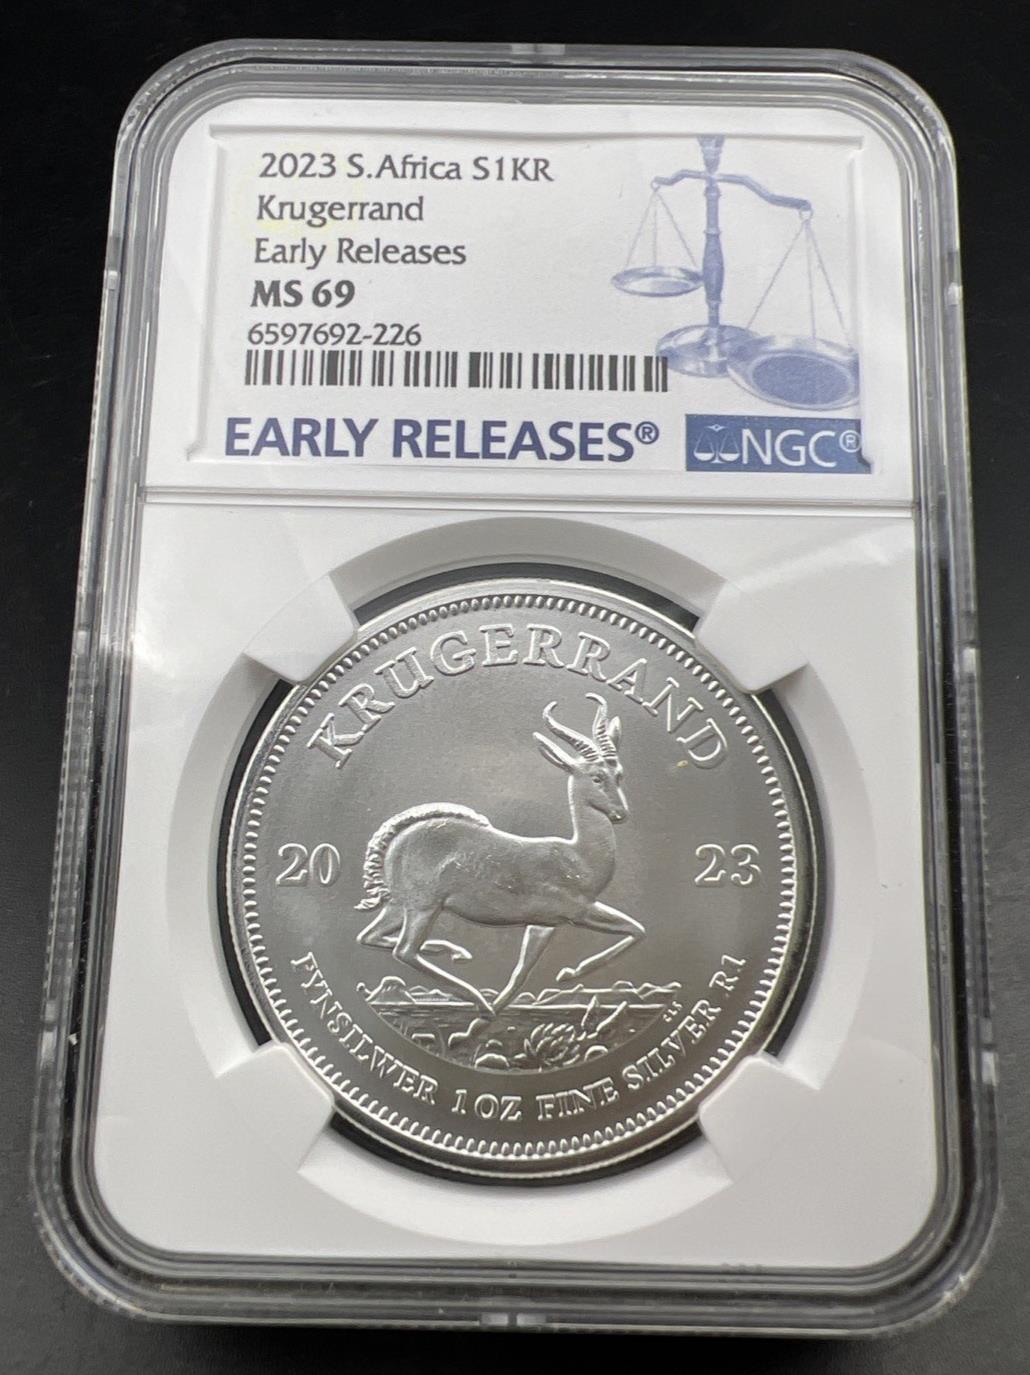 2023 S.Africa S1KR
Krugerrand
Early Releases
MS 69
6597692-226
EARLY RELEASES®
NGC®
KRUGERRAND
20 23
FYNSILWER 1 OZ FINE SILVER R1